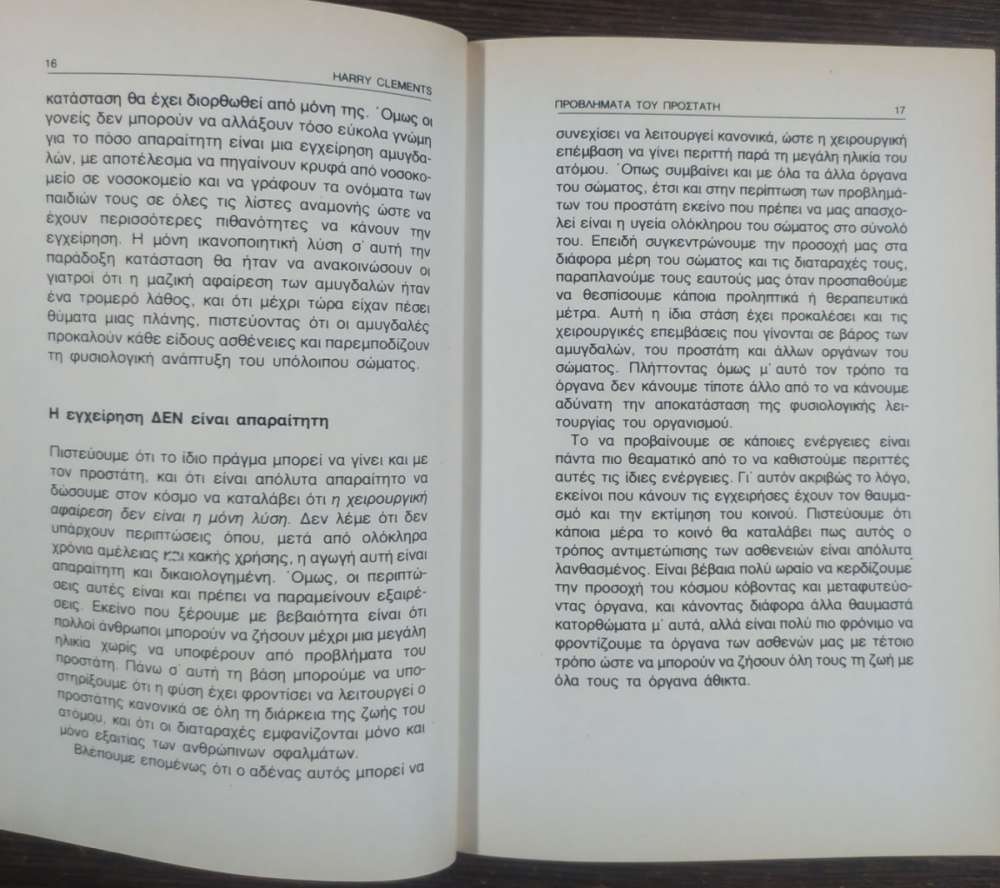 16
HARRY CLEMENTS
κατάσταση θα έχει διορθωθεί από μόνη της. Όμως οι
γονείς δεν μπορούν να αλλάξουν τόσο εύκολα γνώμη
για το πόσο απαραίτητη είναι μια εγχείρηση αμυγδα-
λών, με αποτέλεσμα να πηγαίνουν κρυφά από νοσοκο-
μείο σε νοσοκομείο και να γράφουν τα ονόματα των
παιδιών τους σε όλες τις λίστες αναμονής ώστε να
έχουν περισσότερες πιθανότητες να κάνουν την
εγχείρηση. Η μόνη ικανοποιητική λύση σ' αυτή την
παράδοξη κατάσταση θα ήταν να ανακοινώσουν οι
γιατροί ότι η μαζική αφαίρεση των αμυγδαλών ήταν
ένα τρομερό λάθος, και ότι μέχρι τώρα είχαν πέσει
θύματα μιας πλάνης, πιστεύοντας ότι οι αμυγδαλές
προκαλούν κάθε είδους ασθένειες και παρεμποδίζουν
τη φυσιολογική ανάπτυξη του υπόλοιπου σώματος.
Η εγχείρηση ΔΕΝ είναι απαραίτητη
Πιστεύουμε ότι το ίδιο πράγμα μπορεί να γίνει και με
τον προστάτη, και ότι είναι απόλυτα απαραίτητο να
δώσουμε στον κόσμο να καταλάβει ότι η χειρουργική
αφαίρεση δεν είναι η μόνη λύση. Δεν λέμε ότι δεν
υπάρχουν περιπτώσεις όπου, μετά από ολόκληρα
χρόνια αμέλειας και κακής χρήσης, η αγωγή αυτή είναι
απαραίτητη και δικαιολογημένη. Όμως, οι περιπτώ-
σεις αυτές είναι και πρέπει να παραμείνουν εξαιρέ-
σεις. Εκείνο που ξέρουμε με βεβαιότητα είναι ότι
πολλοί άνθρωποι μπορούν να ζήσουν μέχρι μια μεγάλη
ηλικία χωρίς να υποφέρουν από προβλήματα του
προστάτη. Πάνω σ' αυτή τη βάση μπορούμε να υπο-
στηρίξουμε ότι η φύση έχει φροντίσει να λειτουργεί ο
προστάτης κανονικά σε όλη τη διάρκεια της ζωής του
ατόμου, και ότι οι διαταραχές εμφανίζονται μόνο και
μόνο εξαιτίας των ανθρώπινων σφαλμάτων.
Βλέπουμε επομένως ότι ο αδένας αυτός μπορεί να
ΠΡΟΒΛΗΜΑΤΑ ΤΟΥ ΠΡΟΣΤΑΤΗ
17
συνεχίσει να λειτουργεί κανονικά, ώστε η χειρουργική
επέμβαση να γίνει περιττή παρά τη μεγάλη ηλικία του
ατόμου. Όπως συμβαίνει και με όλα τα άλλα όργανα
του σώματος, έτσι και στην περίπτωση των προβλημά-
των του προστάτη εκείνο που πρέπει να μας απασχο-
λεί είναι η υγεία ολόκληρου του σώματος στο σύνολό
του. Επειδή συγκεντρώνουμε την προσοχή μας στα
διάφορα μέρη του σώματος και τις διαταραχές τους,
παραπλανούμε τους εαυτούς μας όταν προσπαθούμε
να θεσπίσουμε κάποια προληπτικά ή θεραπευτικά
μέτρα. Αυτή η ίδια στάση έχει προκαλέσει και τις
χειρουργικές επεμβάσεις που γίνονται σε βάρος των
αμυγδαλών, του προστάτη και άλλων οργάνων του
σώματος. Πλήττοντας όμως μ' αυτό τον τρόπο τα
όργανα δεν κάνουμε τίποτε άλλο από το να κάνουμε
αδύνατη την αποκατάσταση της φυσιολογικής λει-
τουργίας του οργανισμού.
Το να προβαίνουμε σε κάποιες ενέργειες είναι
πάντα πιο θεαματικό από το να καθιστούμε περιττές
αυτές τις ίδιες ενέργειες. Γι' αυτόν ακριβώς το λόγο,
εκείνοι που κάνουν τις εγχειρήσες έχουν τον θαυμα-
σμό και την εκτίμηση του κοινού. Πιστεύουμε ότι
κάποια μέρα το κοινό θα καταλάβει πως αυτός ο
τρόπος αντιμετώπισης των ασθενειών είναι απόλυτα
λανθασμένος. Είναι βέβαια πολύ ωραίο να κερδίζουμε
την προσοχή του κόσμου κόβοντας και μεταφυτεύο-
ντας όργανα, και κάνοντας διάφορα άλλα θαυμαστά
κατορθώματα μ' αυτά, αλλά είναι πολύ πιο φρόνιμο να
φροντίζουμε τα όργανα των ασθενών μας με τέτοιο
τρόπο ώστε να μπορούν να ζήσουν όλη τους τη ζωή με
όλα τους τα όργανα άθικτα.